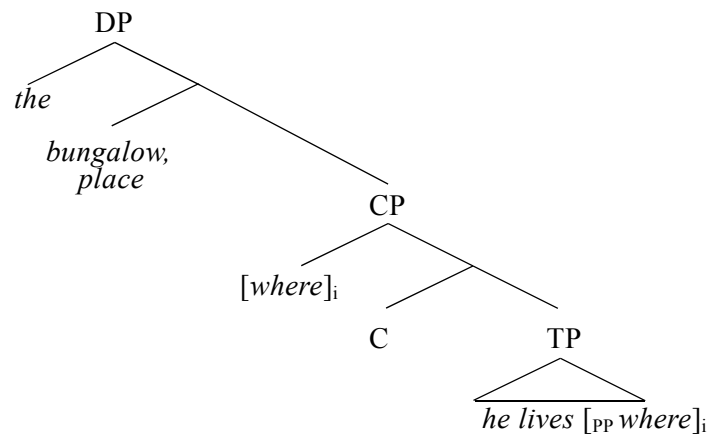 DP
the
bungalow,
place
CP
[where]i
C
TP
he lives [PP where]i